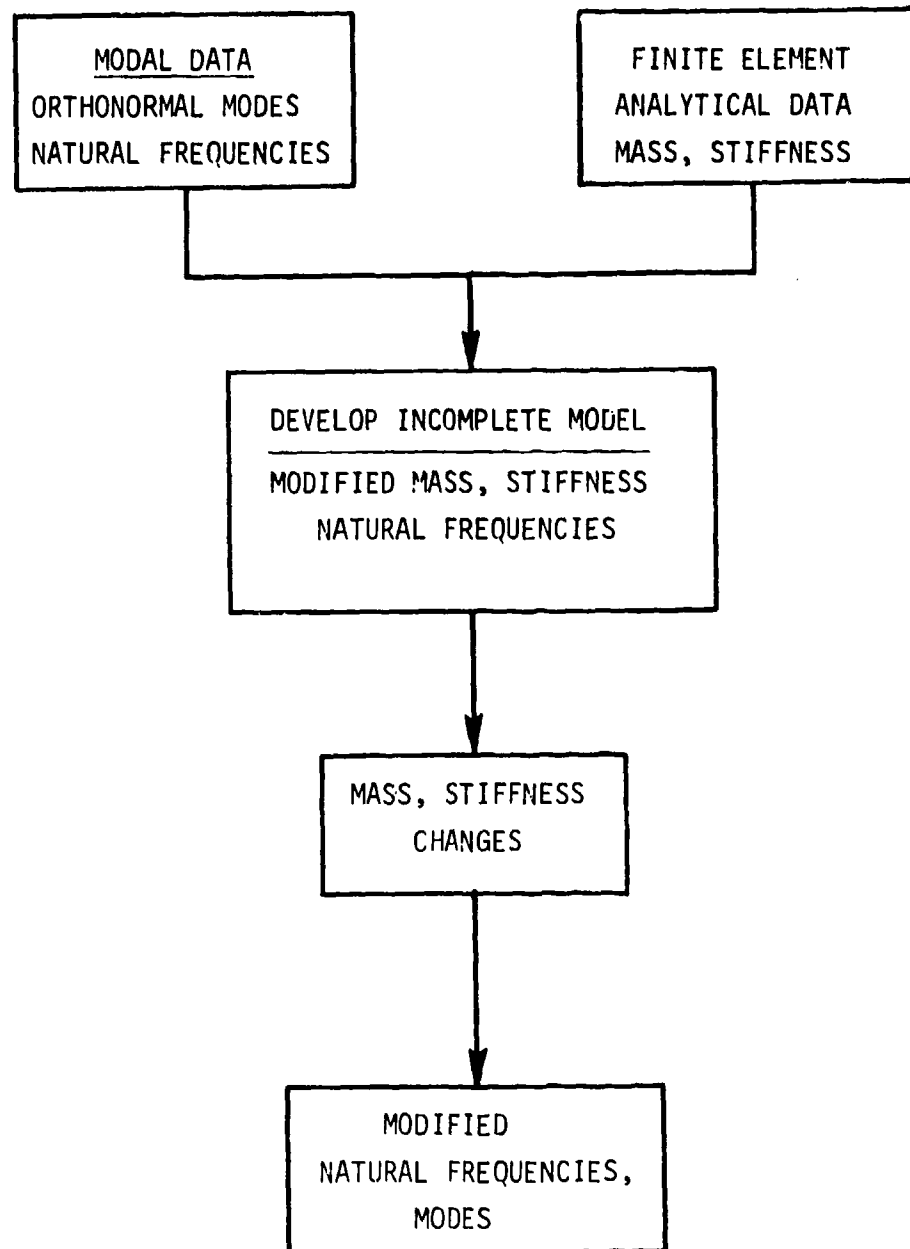 MODAL DATA
ORTHONORMAL MODES
NATURAL FREQUENCIES
FINITE ELEMENT
ANALYTICAL DATA
MASS, STIFFNESS
DEVELOP INCOMPLETE MODEL
MODIFIED MASS, STIFFNESS
NATURAL FREQUENCIES
MASS, STIFFNESS
CHANGES
MODIFIED
NATURAL FREQUENCIES,
MODES